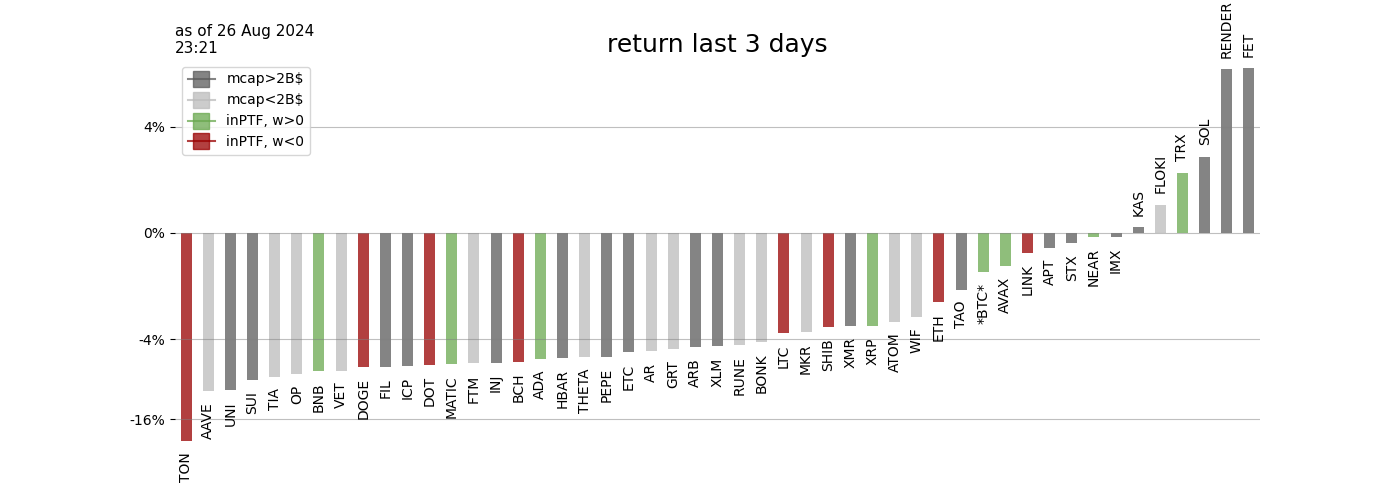 as of 26 Aug 2024
23:21
return last 3 days
mcap>2B$
mcap<2B$
inPTF, w>0
inPTF, w<0
4%
0%
-4%
-16%
TON
AAVE
UNI
SUI
TIA
OP
BNB
VET
DOGE
FIL
ICP
DOT
MATIC
FTM
INJ
BCH
ADA
HBAR
THETA
PEPE
ETC
AR
GRT
ARB
XLM
RUNE
BONK
LTC
MKR
SHIB
XMR
XRP
ATOM
WIF
ETH
TAO
*BTC*
AVAX
LINK
APT
STX
NEAR
IMX
KAS
FLOKI
TRX
SOL
RENDER
FET